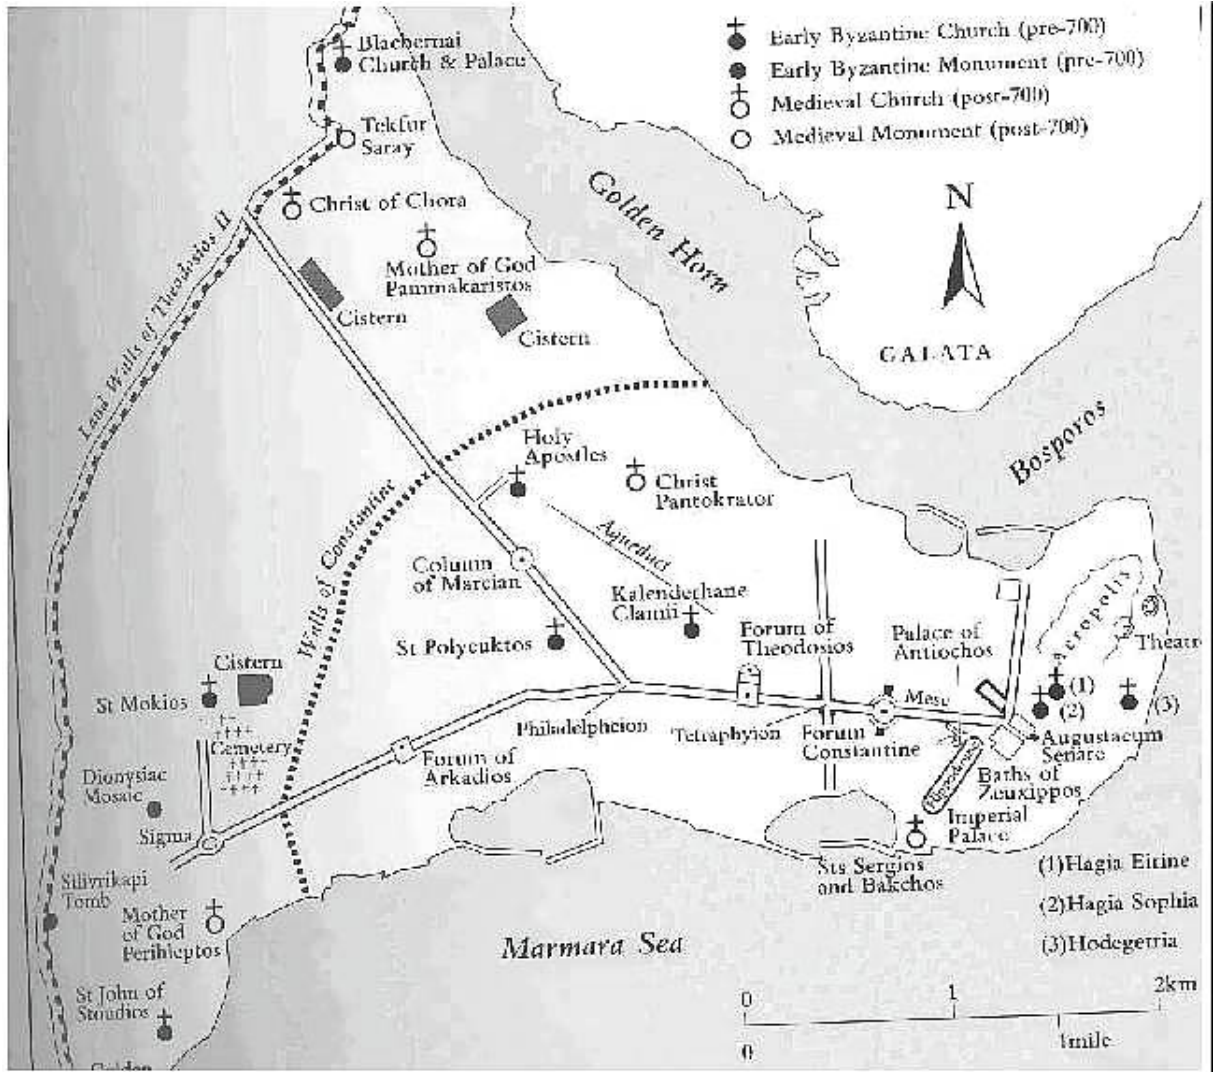 Early Byzantine Church (pre-700)
Early Byzantine Monument (pre-700)
Medieval Church (post-700)
Medieval Monument (post-700)
Blachernai
Church & Palace
Tekfur
Saray
Christ of Chora
Mother of God
Pammakaristos
Cistern
Cistern
Golden Horn
N
GALATA
Bosporos
Land Walls of Theodosios II
Walls of Constantine
Holy
Apostles
Christ
Pantokrator
Aqueduct
Column
of Marcian
Kalenderhane
Camii
St Polyeuktos
Forum of
Theodosios
Palace of
Antiochos
Acropolis
Theatr
Cistern
St Mokios
Cemetery
Philadelpheion
Tetraphylon
Forum
Constantine
Mese
(1)
(2)
(3)
Augustaeum
Senate
Forum of
Arkadios
Hippodrome
Baths of
Zeuxippos
Dionysiac
Mosaic
Sigma
Imperial
Palace
Sts Sergios
and Bakchos
Silivrikapi
Tomb
Mother
of God
Peribleptos
St John of
Stoudios
Golden
Marmara Sea
(1)Hagia Eirine
(2)Hagia Sophia
(3)Hodegetria
0 1 2km
0 1mile